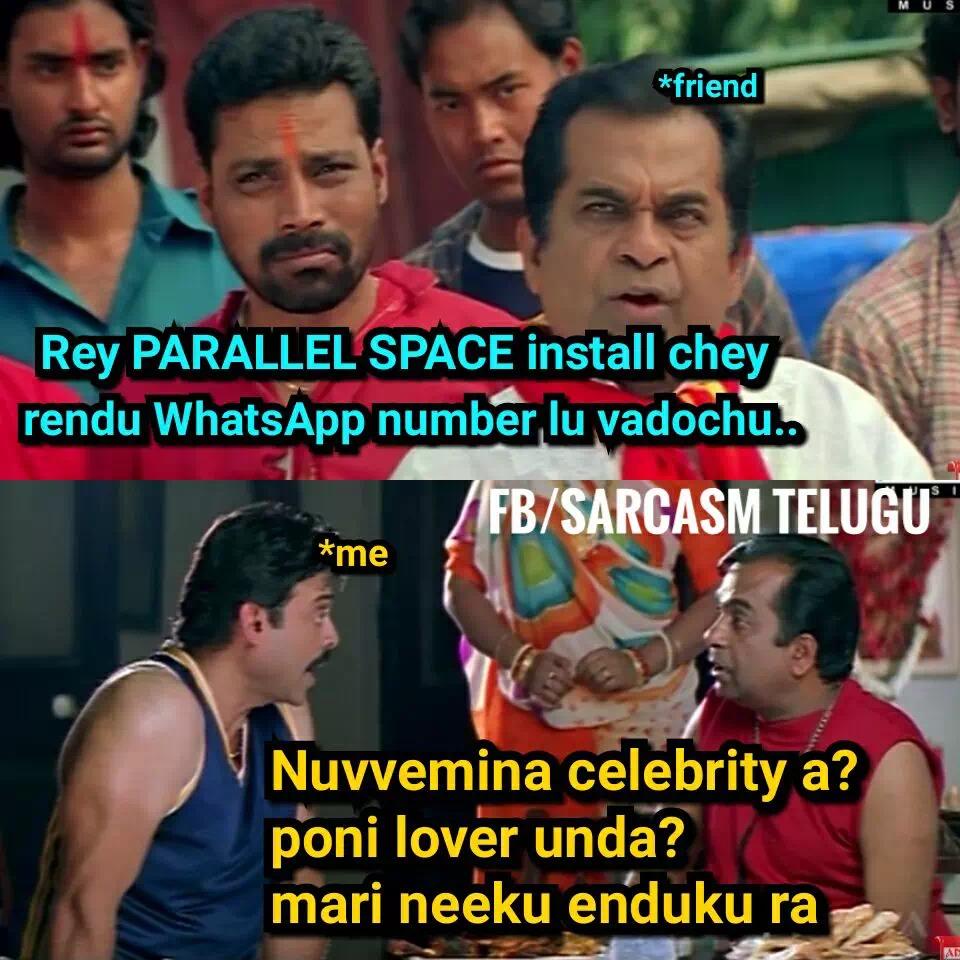 M U S
*friend
Rey PARALLEL SPACE install chey
rendu WhatsApp number lu vadochu..
FB/SARCASM TELUGU
*me
Nuvvemina celebrity a?
poni lover unda?
mari neeku enduku ra